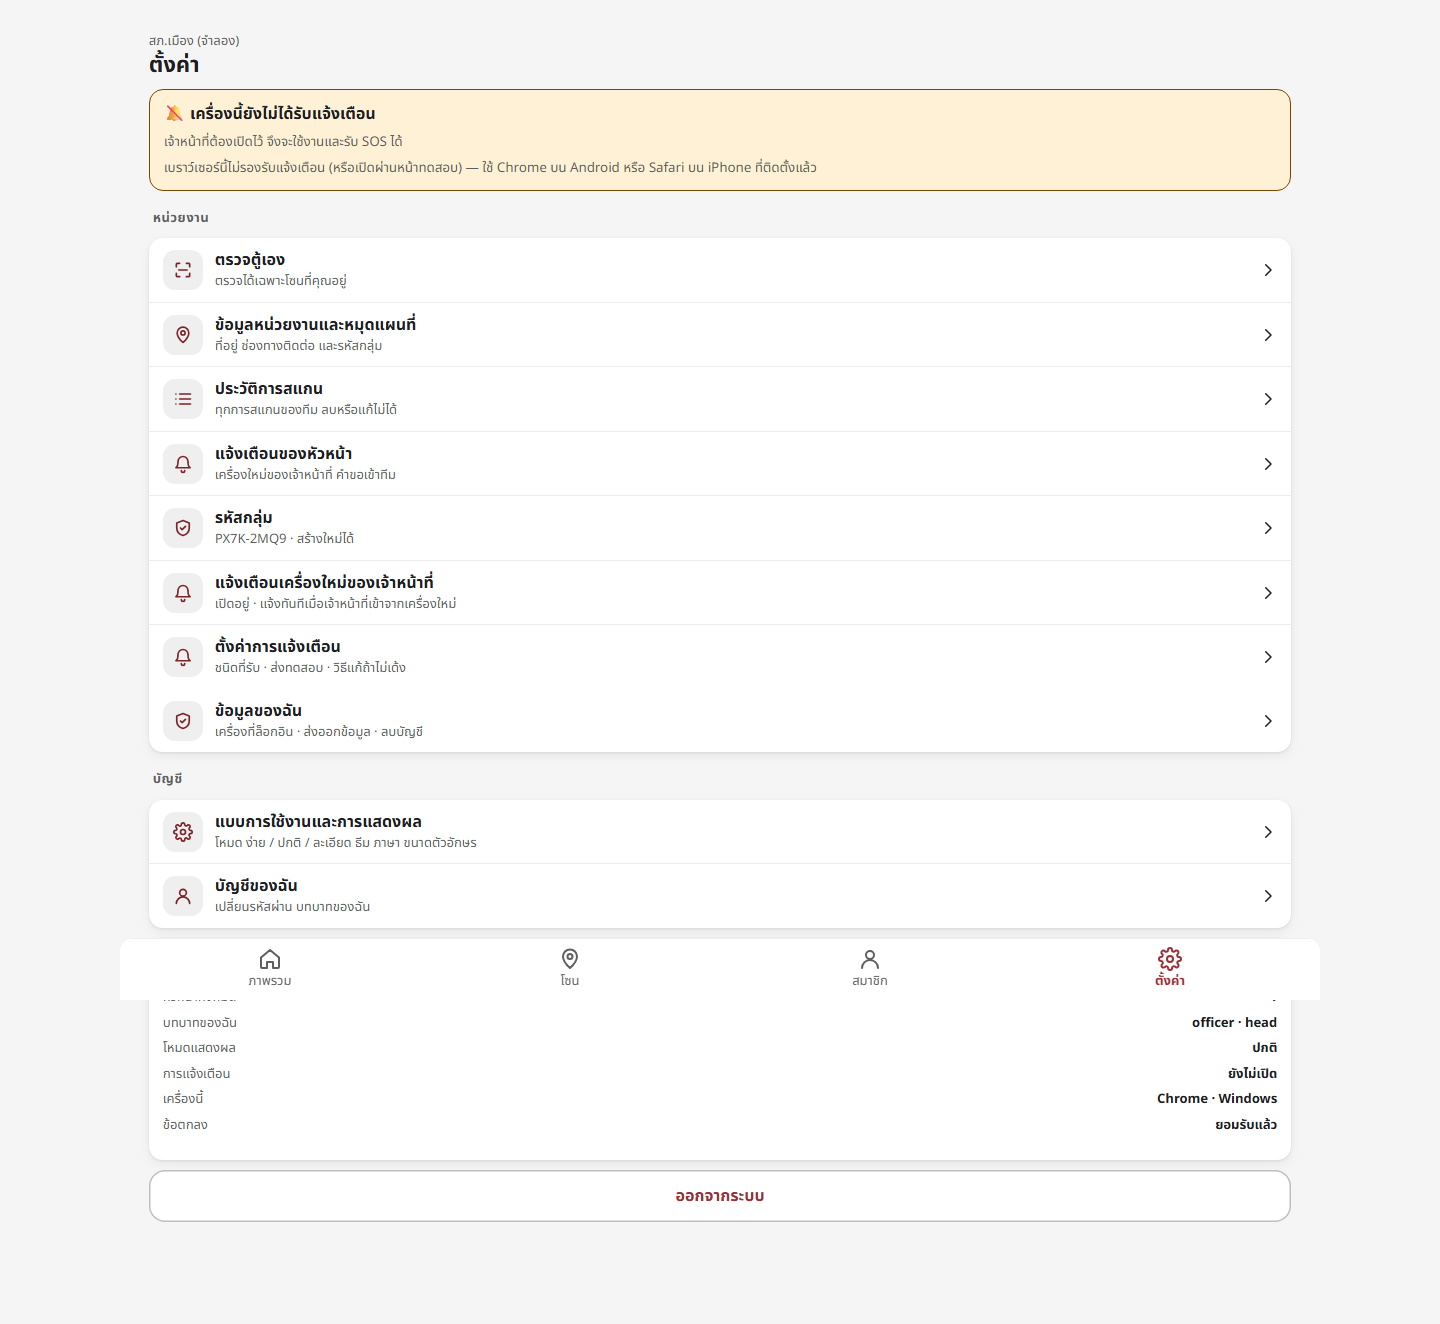 สภ.เมือง (จำลอง)
ตั้งค่า
เครื่องนี้ยังไม่ได้รับแจ้งเตือน
เจ้าหน้าที่ต้องเปิดไว้ จึงจะใช้งานและรับ SOS ได้
เบราว์เซอร์นี้ไม่รองรับแจ้งเตือน (หรือเปิดผ่านหน้าทดสอบ) — ใช้ Chrome บน Android หรือ Safari บน iPhone ที่ติดตั้งแล้ว
หน่วยงาน
ตรวจตู้เอง
ตรวจได้เฉพาะโซนที่คุณอยู่
ข้อมูลหน่วยงานและหมุดแผนที่
ที่อยู่ ช่องทางติดต่อ และรหัสกลุ่ม
ประวัติการสแกน
ทุกการสแกนของทีม ลบหรือแก้ไม่ได้
แจ้งเตือนของหัวหน้า
เครื่องใหม่ของเจ้าหน้าที่ คำขอเข้าทีม
รหัสกลุ่ม
PX7K-2MQ9 · สร้างใหม่ได้
แจ้งเตือนเครื่องใหม่ของเจ้าหน้าที่
เปิดอยู่ · แจ้งทันทีเมื่อเจ้าหน้าที่เข้าจากเครื่องใหม่
ตั้งค่าการแจ้งเตือน
ชนิดที่รับ · ส่งทดสอบ · วิธีแก้ถ้าไม่เด้ง
ข้อมูลของฉัน
เครื่องที่ล็อกอิน · ส่งออกข้อมูล · ลบบัญชี
บัญชี
แบบการใช้งานและการแสดงผล
โหมด ง่าย / ปกติ / ละเอียด ธีม ภาษา ขนาดตัวอักษร
บัญชีของฉัน
เปลี่ยนรหัสผ่าน บทบาทของฉัน
ภาพรวม
โซน
สมาชิก
ตั้งค่า
บทบาทของฉัน officer · head
โหมดแสดงผล ปกติ
การแจ้งเตือน ยังไม่เปิด
เครื่องนี้ Chrome · Windows
ข้อตกลง ยอมรับแล้ว
ออกจากระบบ